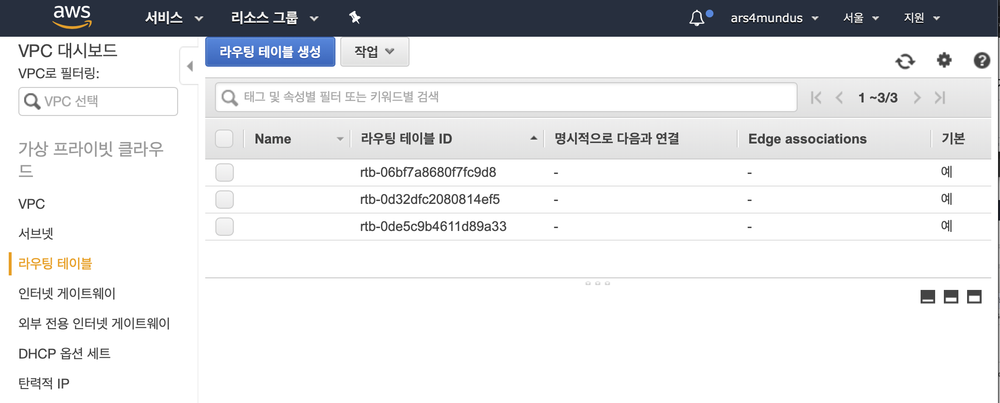 aws 서비스 리소스 그룹 ars4mundus 서울 지원
VPC 대시보드
VPC로 필터링:
VPC 선택
가상 프라이빗 클라우
드
VPC
서브넷
라우팅 테이블
인터넷 게이트웨이
외부 전용 인터넷 게이트웨이
DHCP 옵션 세트
탄력적 IP
라우팅 테이블 생성 작업
태그 및 속성별 필터 또는 키워드별 검색 1 ~3/3
Name 라우팅 테이블 ID 명시적으로 다음과 연결 Edge associations 기본
rtb-06bf7a8680f7fc9d8 - - 예
rtb-0d32dfc2080814ef5 - - 예
rtb-0de5c9b4611d89a33 - - 예